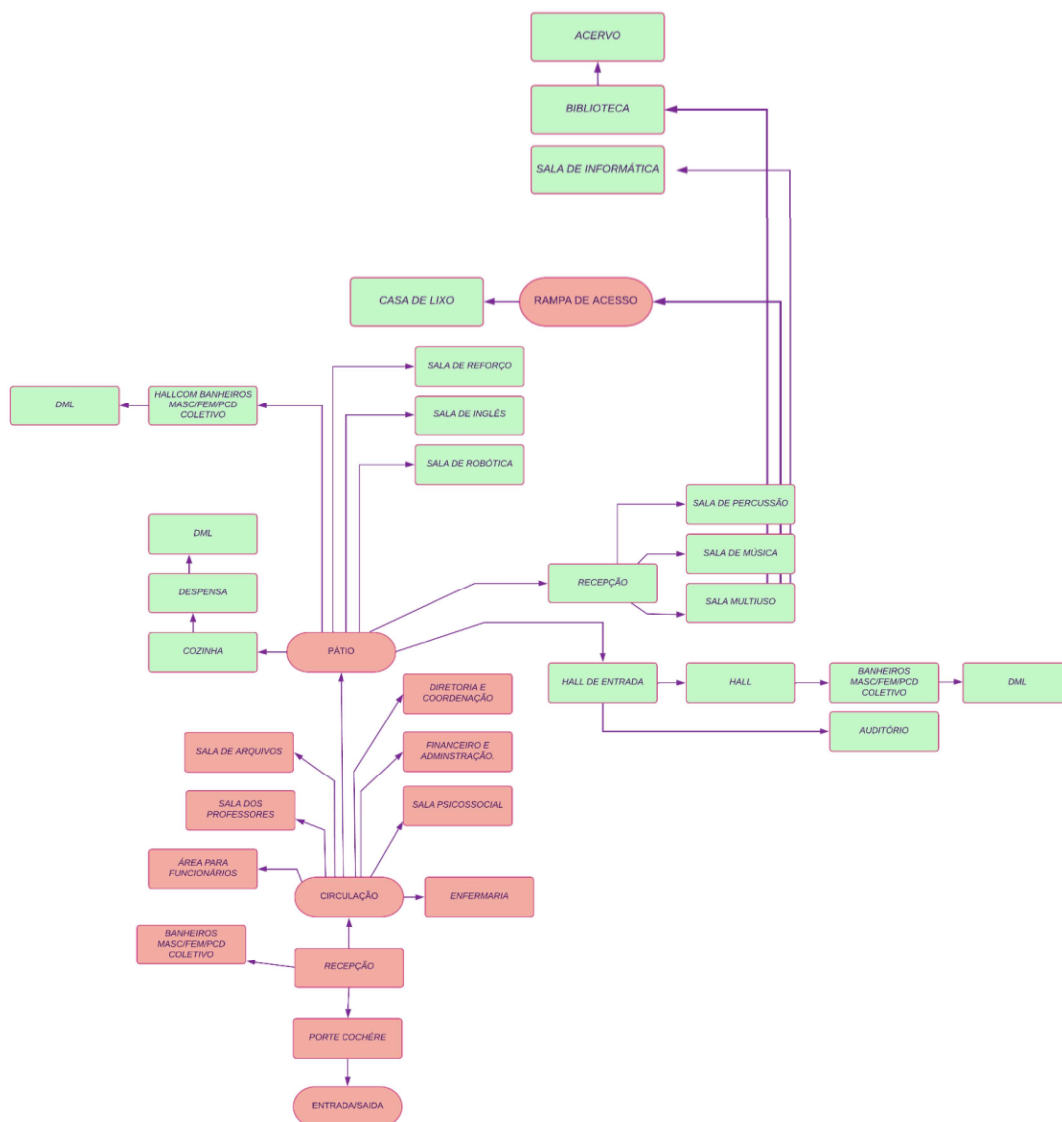 ACERVO
BIBLIOTECA
SALA DE INFORMÁTICA
CASA DE LIXO
RAMPA DE ACESSO
SALA DE REFORÇO
DML
HALLCOM BANHEIROS
MASC/FEM/PCD
COLETIVO
SALA DE INGLÊS
SALA DE ROBÓTICA
SALA DE PERCUSSÃO
DML
SALA DE MÚSICA
RECEPÇÃO
DESPENSA
SALA MULTIUSO
COZINHA
PÁTIO
HALL DE ENTRADA
HALL
BANHEIROS
MASC/FEM/PCD
COLETIVO
DML
DIRETORIA E
COORDENAÇÃO
AUDITÓRIO
SALA DE ARQUIVOS
FINANCEIRO E
ADMINSTRAÇÃO.
SALA DOS
PROFESSORES
SALA PSICOSSOCIAL
ÁREA PARA
FUNCIONÁRIOS
CIRCULAÇÃO
ENFERMARIA
BANHEIROS
MASC/FEM/PCD
COLETIVO
RECEPÇÃO
PORTE COCHÉRE
ENTRADA/SAIDA